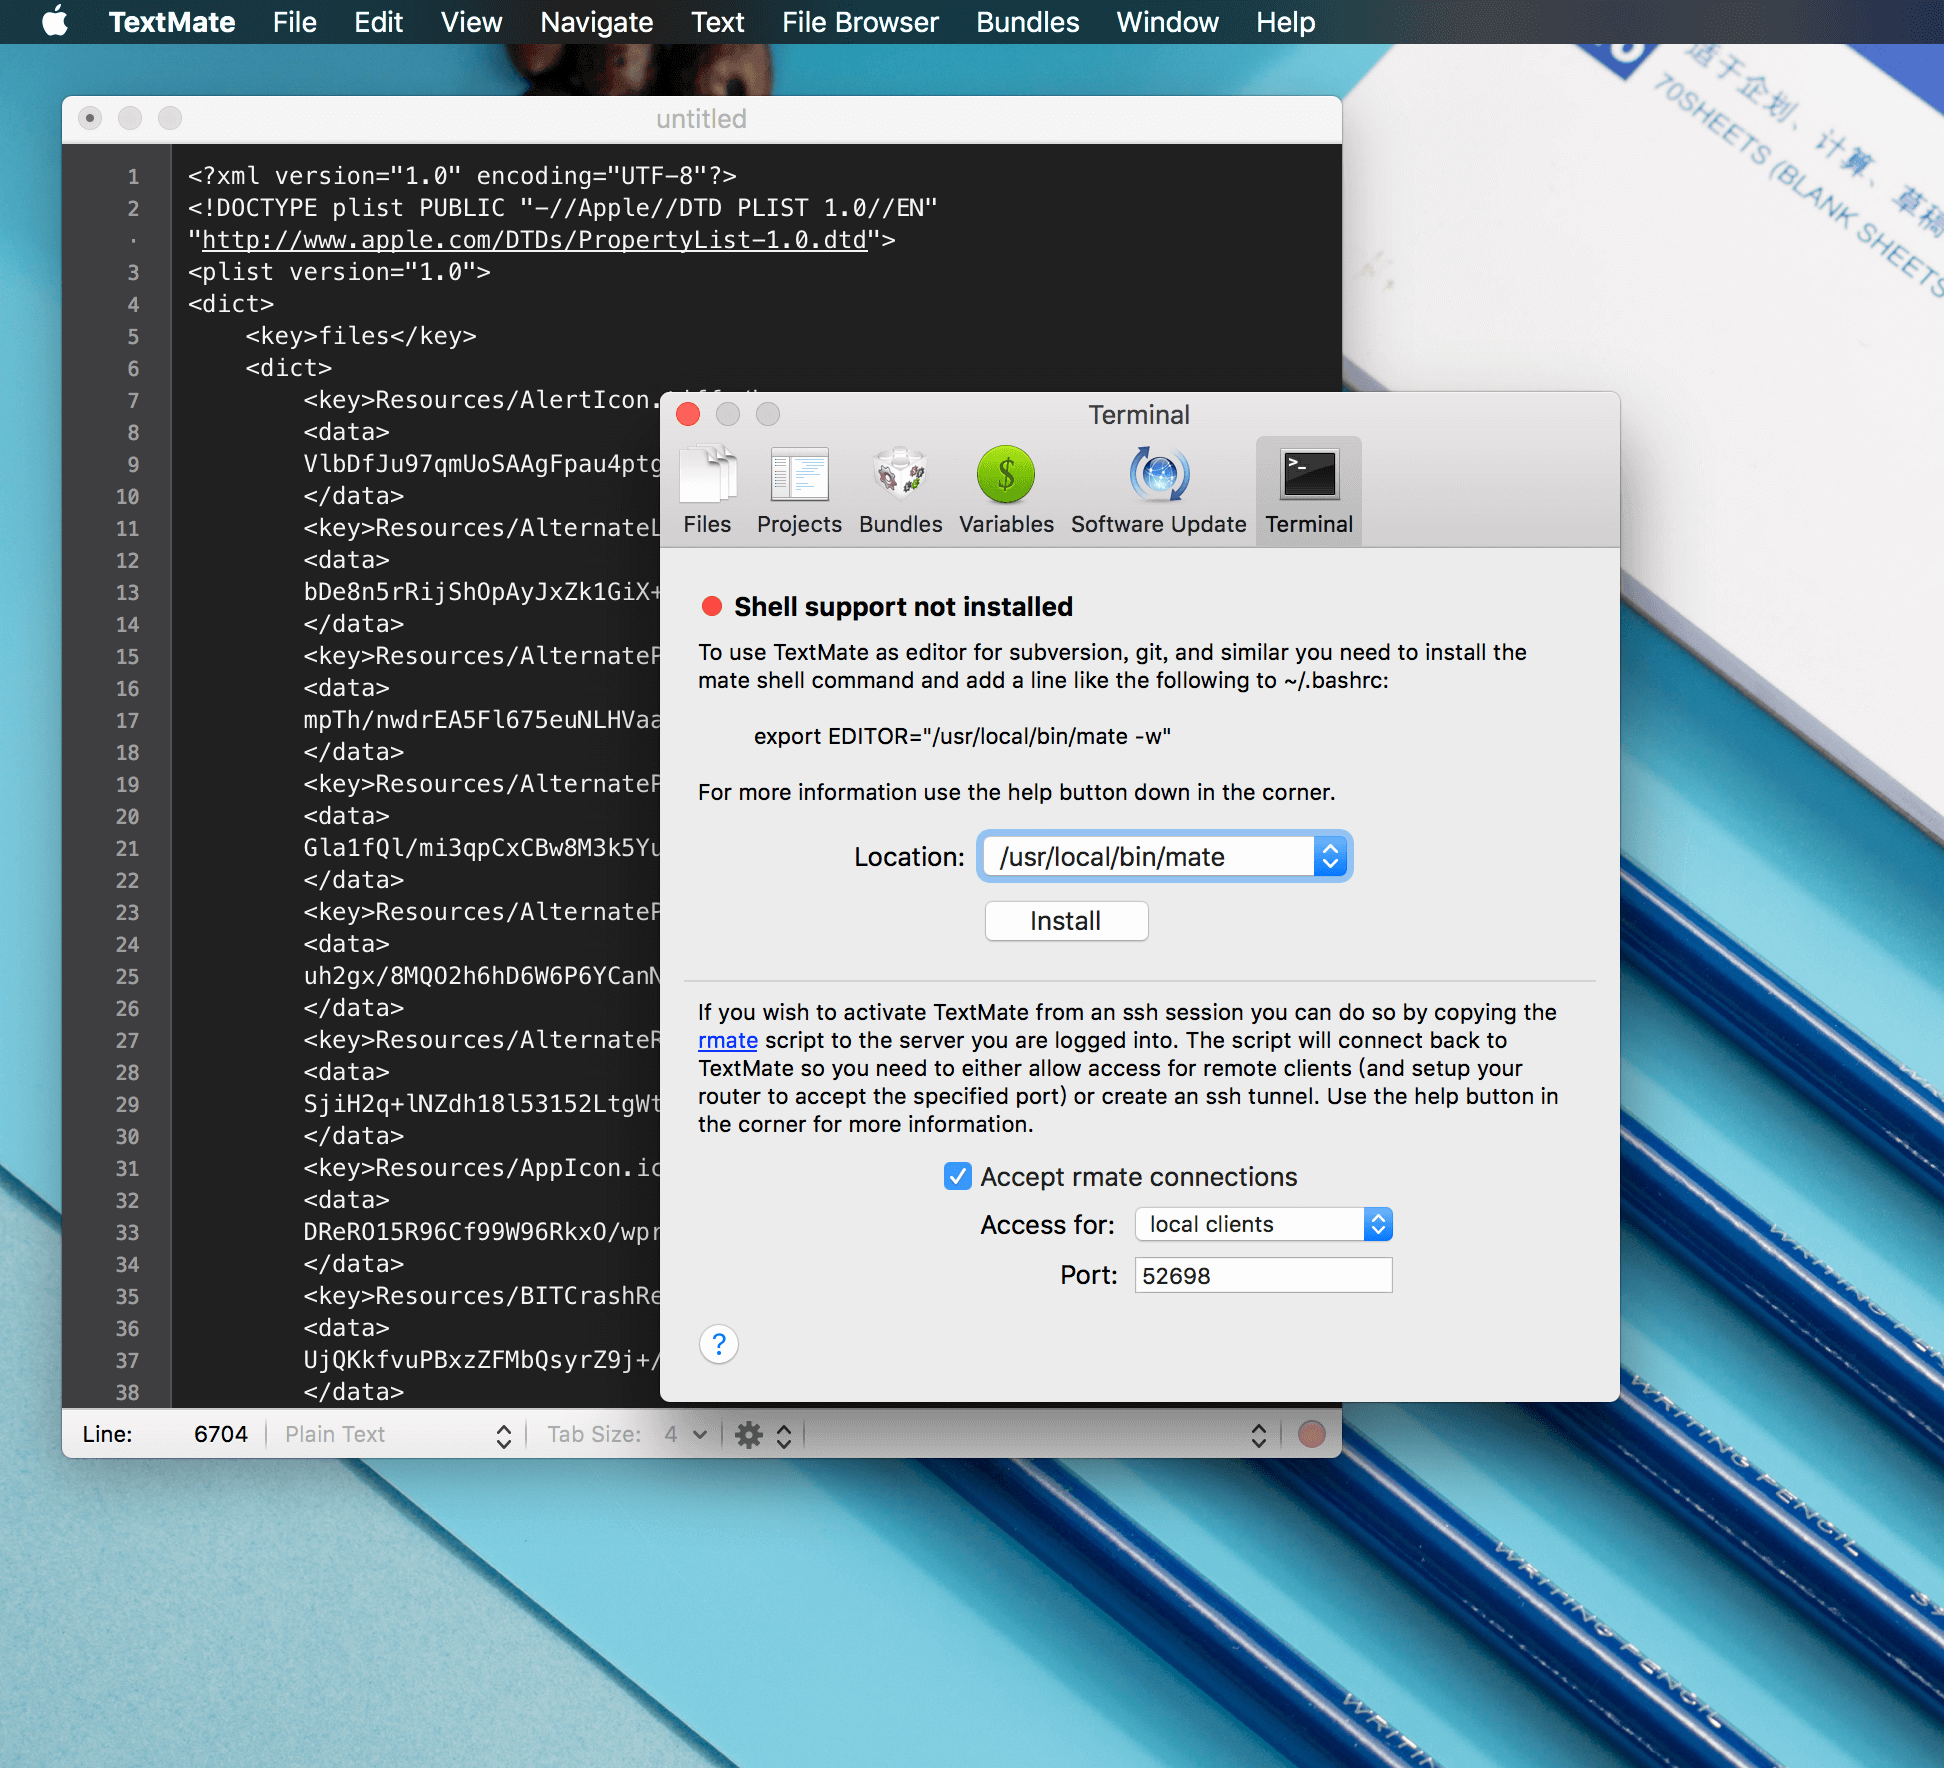 TextMate File Edit View Navigate Text File Browser Bundles Window Help
适于企划、计算、草稿
70SHEETS (BLANK SHEETS
untitled
1 <?xml version="1.0" encoding="UTF-8"?>
2 <!DOCTYPE plist PUBLIC "-//Apple//DTD PLIST 1.0//EN"
· "http://www.apple.com/DTDs/PropertyList-1.0.dtd">
3 <plist version="1.0">
4 <dict>
5 <key>files</key>
6 <dict>
7 <key>Resources/AlertIcon.
8 <data>
9 VlbDfJu97qmUoSAAgFpau4ptg
10 </data>
11 <key>Resources/AlternateL
12 <data>
13 bDe8n5rRijShOpAyJxZk1GiX+
14 </data>
15 <key>Resources/AlternateP
16 <data>
17 mpTh/nwdrEA5Fl675euNLHVaa
18 </data>
19 <key>Resources/AlternateP
20 <data>
21 Gla1fQl/mi3qpCxCBw8M3k5Yu
22 </data>
23 <key>Resources/AlternateP
24 <data>
25 uh2gx/8MQO2h6hD6W6P6YCanN
26 </data>
27 <key>Resources/AlternateR
28 <data>
29 SjiH2q+lNZdh18l53152LtgWt
30 </data>
31 <key>Resources/AppIcon.ic
32 <data>
33 DReRO15R96Cf99W96RkxO/wpr
34 </data>
35 <key>Resources/BITCrashRe
36 <data>
37 UjQKkfvuPBxzZFMbQsyrZ9j+/
38 </data>
Line: 6704 Plain Text Tab Size: 4
Terminal
Files Projects Bundles Variables Software Update Terminal
Shell support not installed
To use TextMate as editor for subversion, git, and similar you need to install the
mate shell command and add a line like the following to ~/.bashrc:
export EDITOR="/usr/local/bin/mate -w"
For more information use the help button down in the corner.
Location: /usr/local/bin/mate
Install
If you wish to activate TextMate from an ssh session you can do so by copying the
rmate script to the server you are logged into. The script will connect back to
TextMate so you need to either allow access for remote clients (and setup your
router to accept the specified port) or create an ssh tunnel. Use the help button in
the corner for more information.
Accept rmate connections
Access for: local clients
Port: 52698
?
WRITING PEN
WRITING PENCIL
WRITING PENCIL
WRITIN